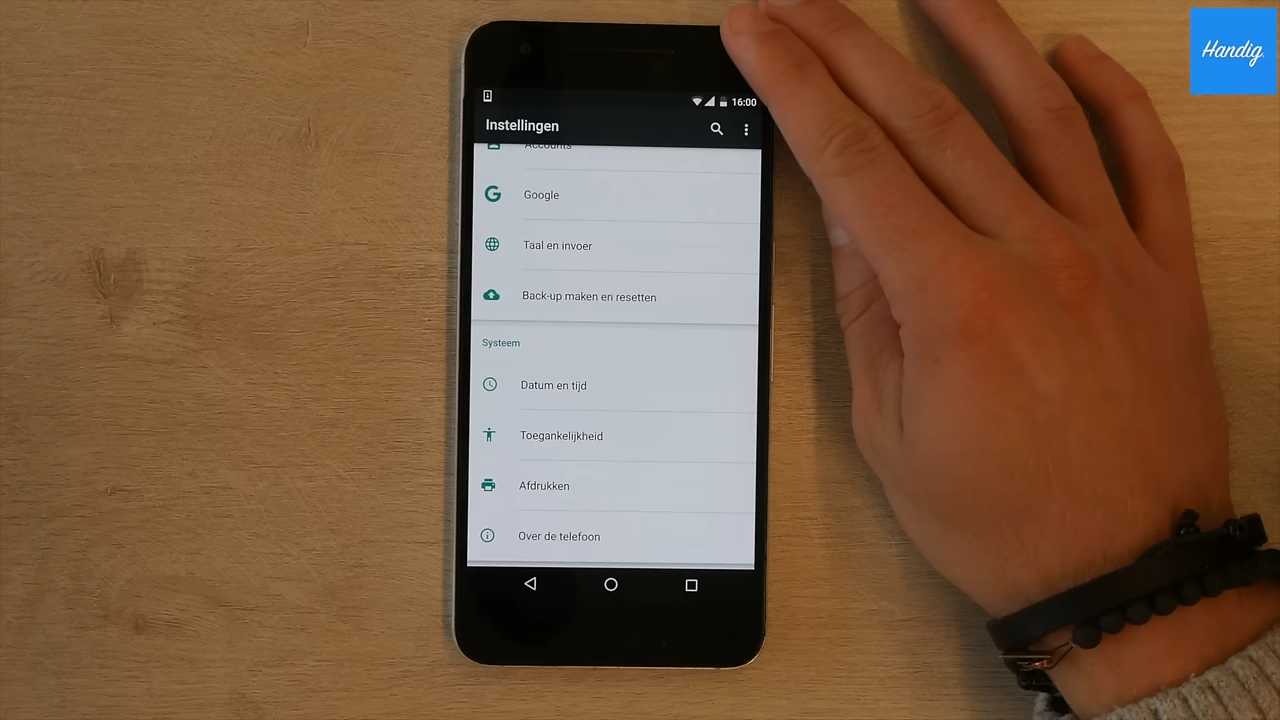 Handig.
16:00
Instellingen
Accounts
Google
Taal en invoer
Back-up maken en resetten
Systeem
Datum en tijd
Toegankelijkheid
Afdrukken
Over de telefoon